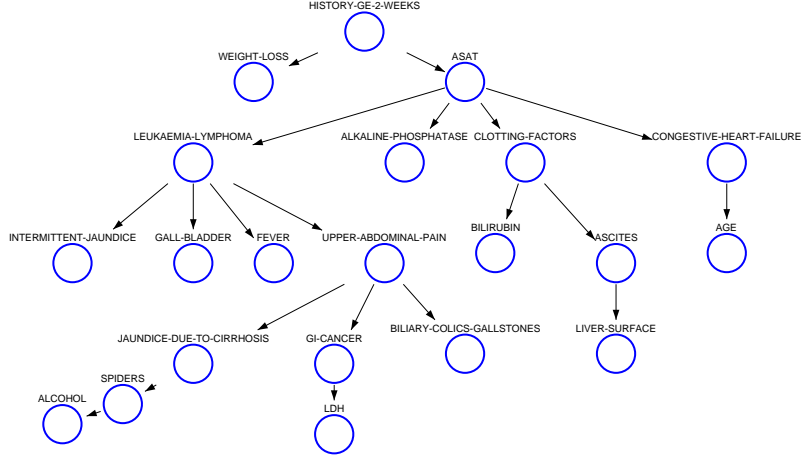 HISTORY-GE-2-WEEKS
WEIGHT-LOSS
ASAT
LEUKAEMIA-LYMPHOMA
ALKALINE-PHOSPHATASE
CLOTTING-FACTORS
CONGESTIVE-HEART-FAILURE
INTERMITTENT-JAUNDICE
GALL-BLADDER
FEVER
UPPER-ABDOMINAL-PAIN
BILIRUBIN
ASCITES
AGE
JAUNDICE-DUE-TO-CIRRHOSIS
GI-CANCER
BILIARY-COLICS-GALLSTONES
LIVER-SURFACE
SPIDERS
ALCOHOL
LDH